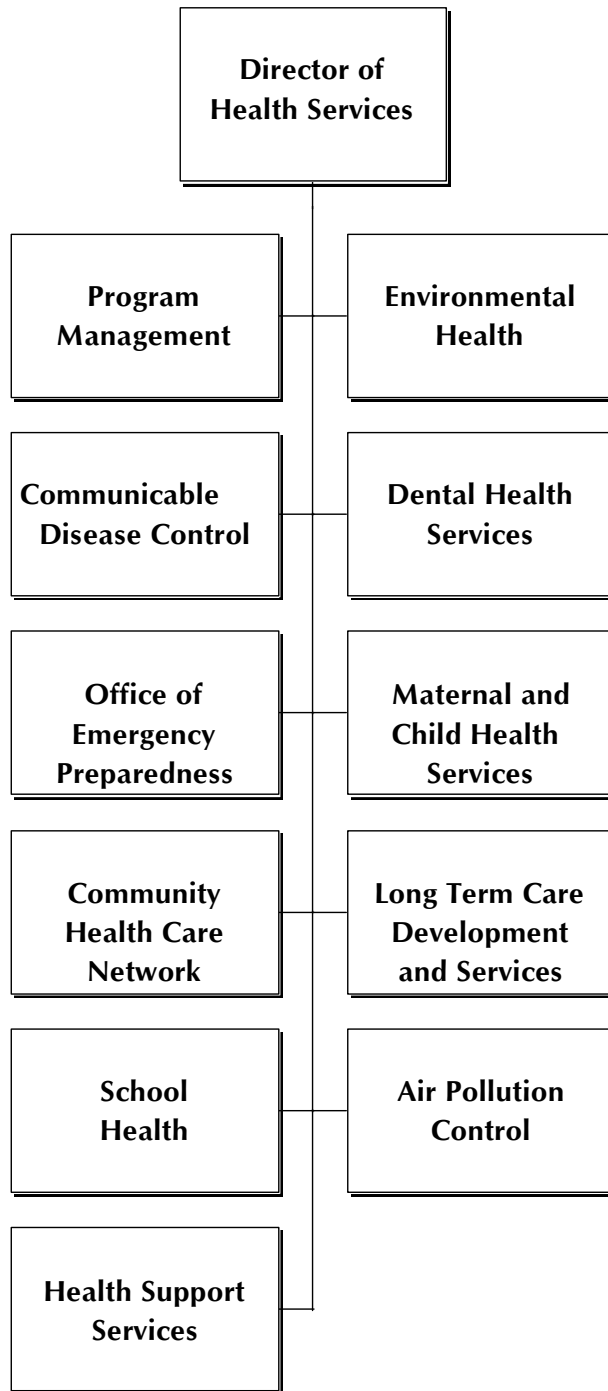 Director of
Health Services
Program
Management
Environmental
Health
Communicable
Disease Control
Dental Health
Services
Office of
Emergency
Preparedness
Maternal and
Child Health
Services
Community
Health Care
Network
Long Term Care
Development
and Services
School
Health
Air Pollution
Control
Health Support
Services